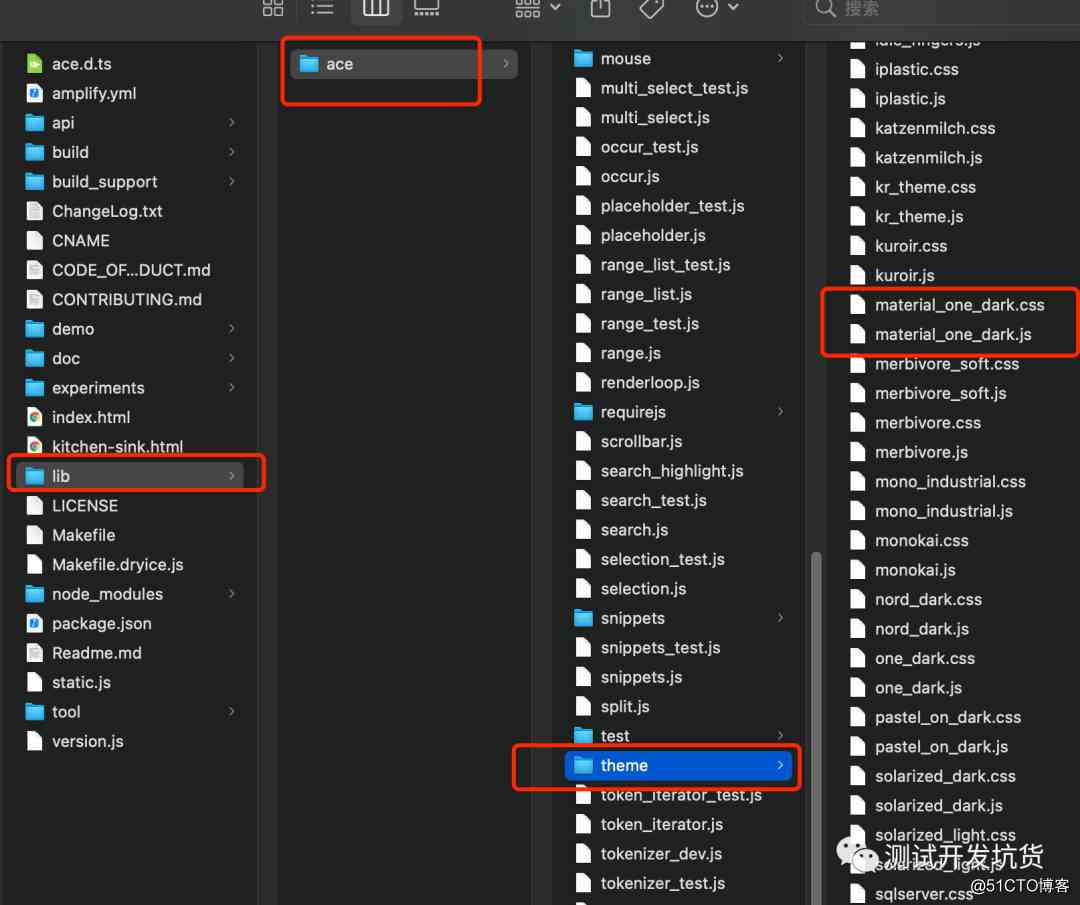 搜索
ace.d.ts
amplify.yml
api
build
build_support
ChangeLog.txt
CNAME
CODE_OF...DUCT.md
CONTRIBUTING.md
demo
doc
experiments
index.html
kitchen-sink.html
lib
LICENSE
Makefile
Makefile.dryice.js
node_modules
package.json
Readme.md
static.js
tool
version.js
ace
mouse
multi_select_test.js
multi_select.js
occur_test.js
occur.js
placeholder_test.js
placeholder.js
range_list_test.js
range_list.js
range_test.js
range.js
renderloop.js
requirejs
scrollbar.js
search_highlight.js
search_test.js
search.js
selection_test.js
selection.js
snippets
snippets_test.js
snippets.js
split.js
test
theme
token_iterator_test.js
token_iterator.js
tokenizer_dev.js
tokenizer_test.js
idle_fingers.js
iplastic.css
iplastic.js
katzenmilch.css
katzenmilch.js
kr_theme.css
kr_theme.js
kuroir.css
kuroir.js
material_one_dark.css
material_one_dark.js
merbivore_soft.css
merbivore_soft.js
merbivore.css
merbivore.js
mono_industrial.css
mono_industrial.js
monokai.css
monokai.js
nord_dark.css
nord_dark.js
one_dark.css
one_dark.js
pastel_on_dark.css
pastel_on_dark.js
solarized_dark.css
solarized_dark.js
solarized_light.css
solarized_light.js
sqlserver.css
测试开发坑货
@51CTO博客